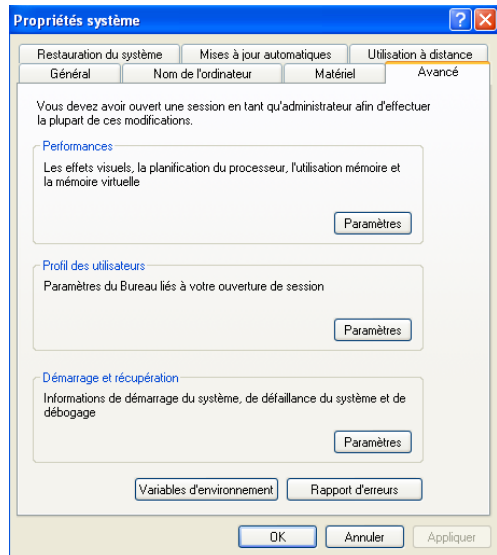 Propriétés système
Restauration du système Mises à jour automatiques Utilisation à distance
Général Nom de l'ordinateur Matériel Avancé
Vous devez avoir ouvert une session en tant qu'administrateur afin d'effectuer
la plupart de ces modifications.
Performances
Les effets visuels, la planification du processeur, l'utilisation mémoire et
la mémoire virtuelle
Paramètres
Profil des utilisateurs
Paramètres du Bureau liés à votre ouverture de session
Paramètres
Démarrage et récupération
Informations de démarrage du système, de défaillance du système et de
débogage
Paramètres
Variables d'environnement Rapport d'erreurs
OK Annuler Appliquer